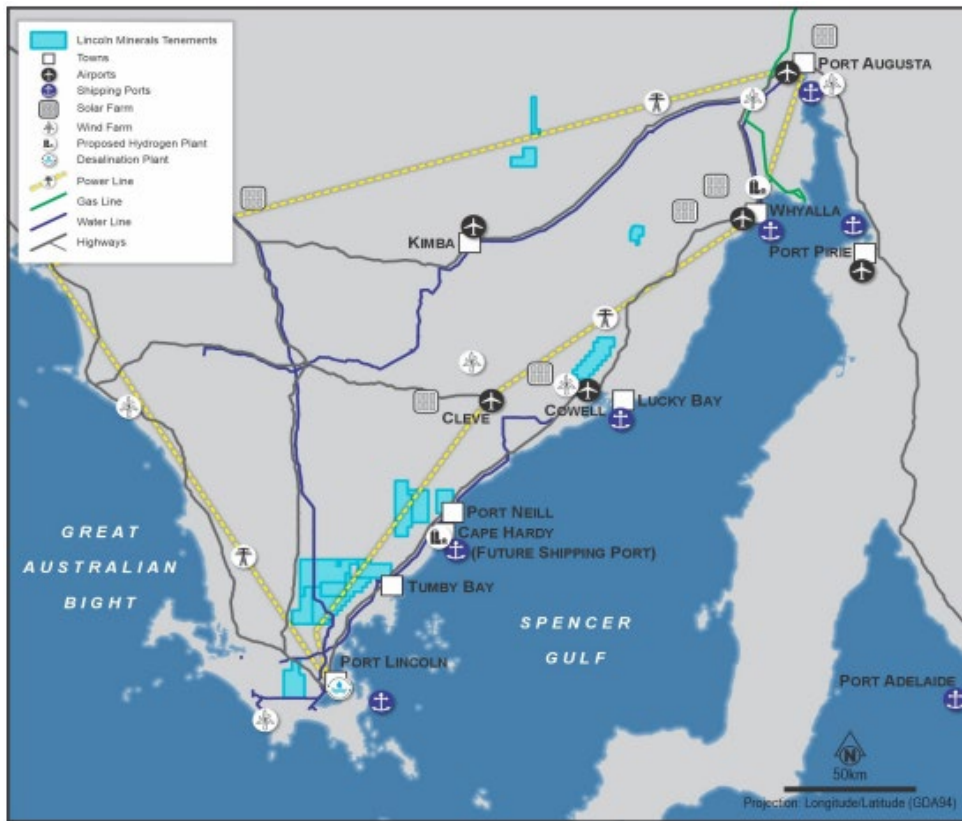 Lincoln Minerals Tenements
Towns
Airports
Shipping Ports
Solar Farm
Wind Farm
Proposed Hydrogen Plant
Desalination Plant
Power Line
Gas Line
Water Line
Highways
PORT AUGUSTA
KIMBA
WHYALLA
PORT PIRIE
CLEVE
COWELL
LUCKY BAY
PORT NEILL
CAPE HARDY
(FUTURE SHIPPING PORT)
TUMBY BAY
GREAT
AUSTRALIAN
BIGHT
SPENCER
GULF
PORT LINCOLN
PORT ADELAIDE
N
50km
Projection: Longitude/Latitude (GDA94)